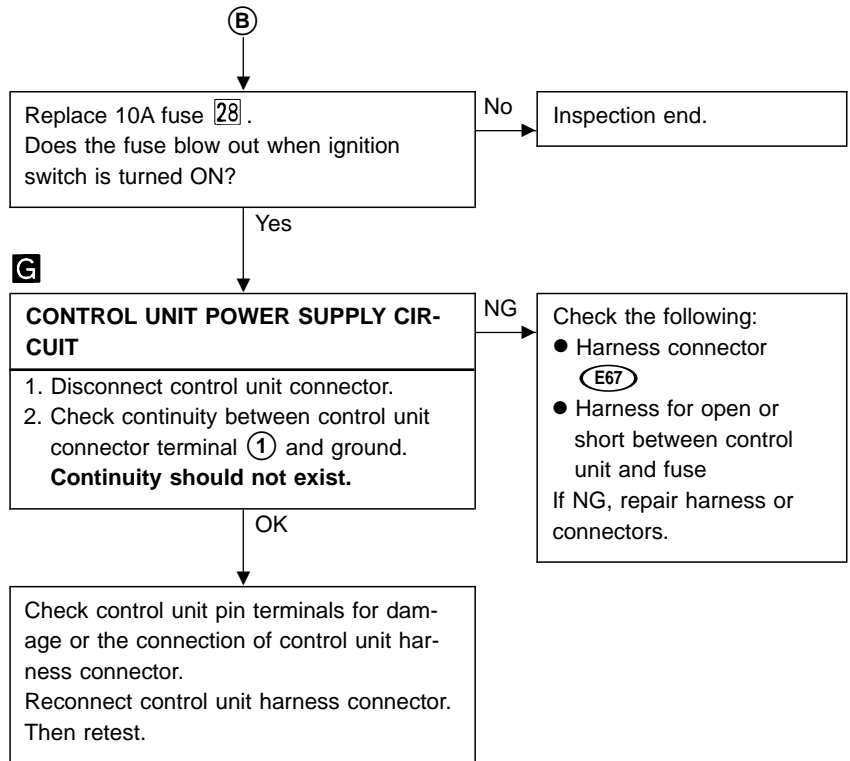 B
Replace 10A fuse 28 .
Does the fuse blow out when ignition
switch is turned ON?
No
Inspection end.
Yes
G
CONTROL UNIT POWER SUPPLY CIR-
CUIT
1. Disconnect control unit connector.
2. Check continuity between control unit
connector terminal 1 and ground.
Continuity should not exist.
NG
Check the following:
● Harness connector
E67
● Harness for open or
short between control
unit and fuse
If NG, repair harness or
connectors.
OK
Check control unit pin terminals for dam-
age or the connection of control unit har-
ness connector.
Reconnect control unit harness connector.
Then retest.